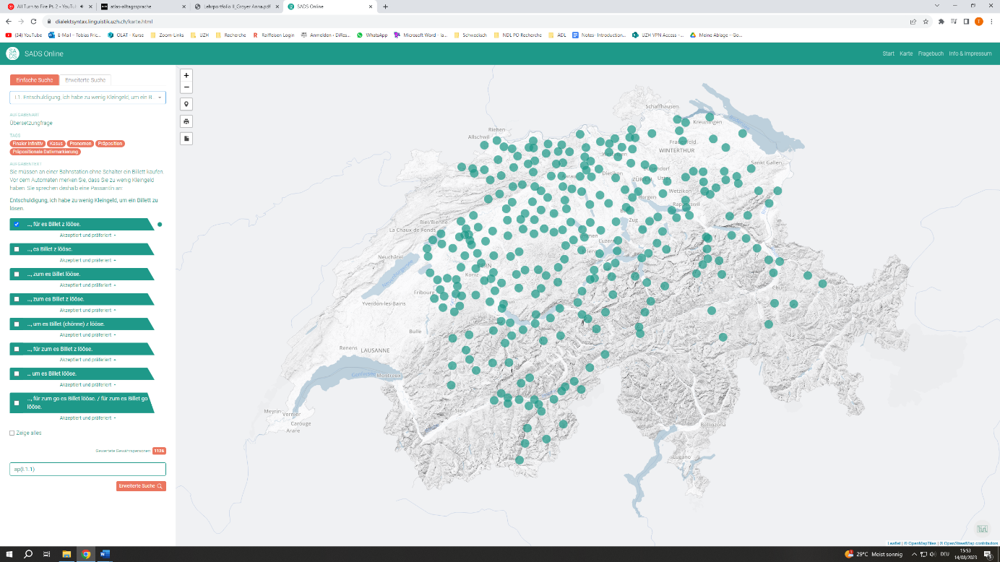 All Turn to Fire Pt. 2 - YouTu
atlas-alltagssprache
Lehrportfolio II_Groyer Anna.pdf
SADS Online
dialektsyntax.linguistik.uzh.ch/karte.html
(34) YouTube
E-Mail – Tobias Fric...
OLAT - Kurse
Zoom-Links
UZH
Recherche
Raiffeisen Login
Anmelden ‹ DiRes...
WhatsApp
Microsoft Word - Ia...
Schwedisch
NDL PO Recherche
ADL
Notes- Introduction...
UZH VPN Access –...
Meine Ablage – Go...
SADS Online
Start
Karte
Fragebuch
Info & Impressum
Einfache Suche
Erweiterte Suche
I.1. Entschuldigung, ich habe zu wenig Kleingeld, um ein B...
AUFGABENART
Übersetzungfrage
TAGS
Finaler Infinitiv
Kasus
Pronomen
Präposition
Präpositionale Dativmarkierung
AUFGABENTEXT
Sie müssen an einer Bahnstation ohne Schalter ein Billett kaufen.
Vor dem Automaten merken Sie, dass Sie zu wenig Kleingeld
haben. Sie sprechen deshalb eine Passantin an:
Entschuldigung, ich habe zu wenig Kleingeld, um ein Billett zu
lösen.
..., für es Billet z lööse.
Akzeptiert und präferiert
..., es Billet z lööse.
Akzeptiert und präferiert
..., zum es Billet lööse.
Akzeptiert und präferiert
..., zum es Billet z lööse.
Akzeptiert und präferiert
..., um es Billet (chönne) z lööse.
Akzeptiert und präferiert
..., für zum es Billet z lööse.
Akzeptiert und präferiert
... um es Billet lööse.
Akzeptiert und präferiert
..., für zum go es Billet lööse. / für zum es Billet go
lööse.
Akzeptiert und präferiert
Zeige alles
Gewertete Gewährspersonen: 1126
ap(I.1.1)
Erweiterte Suche
+
−
Schaffhausen
Kreuzlingen
Riehen
Allschwil
Frauenfeld
WINTERTHUR
Sankt Gallen
Dietikon
ZÜRICH
Uster
Wetzikon
Rapperswil
Zug
Luzern
Biel/Bienne
La Chaux-de-Fonds
Neuchâtel
Köniz
Fribourg
Yverdon-les-Bains
Bulle
Renens
LAUSANNE
Montreux
Sion
Meyrin
Vernier
Carouge
Arare
Chur
Bellinzona
Lugano
Leaflet | © OpenMapTiles | © OpenStreetMap contributors
29°C Meist sonnig
DEU
15:53
14/08/2023